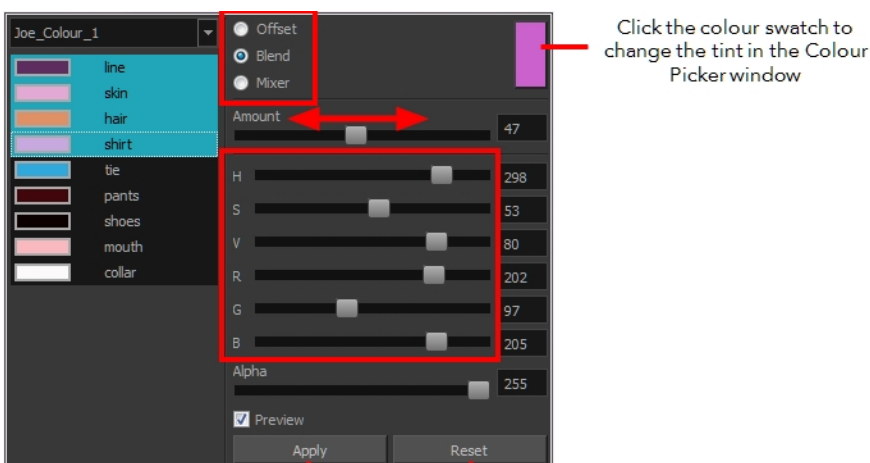 Joe_Colour_1
line
skin
hair
shirt
tie
pants
shoes
mouth
collar
Offset
Blend
Mixer
Amount
47
H
298
S
53
V
80
R
202
G
97
B
205
Alpha
255
Preview
Apply
Reset
Click the colour swatch to
change the tint in the Colour
Picker window